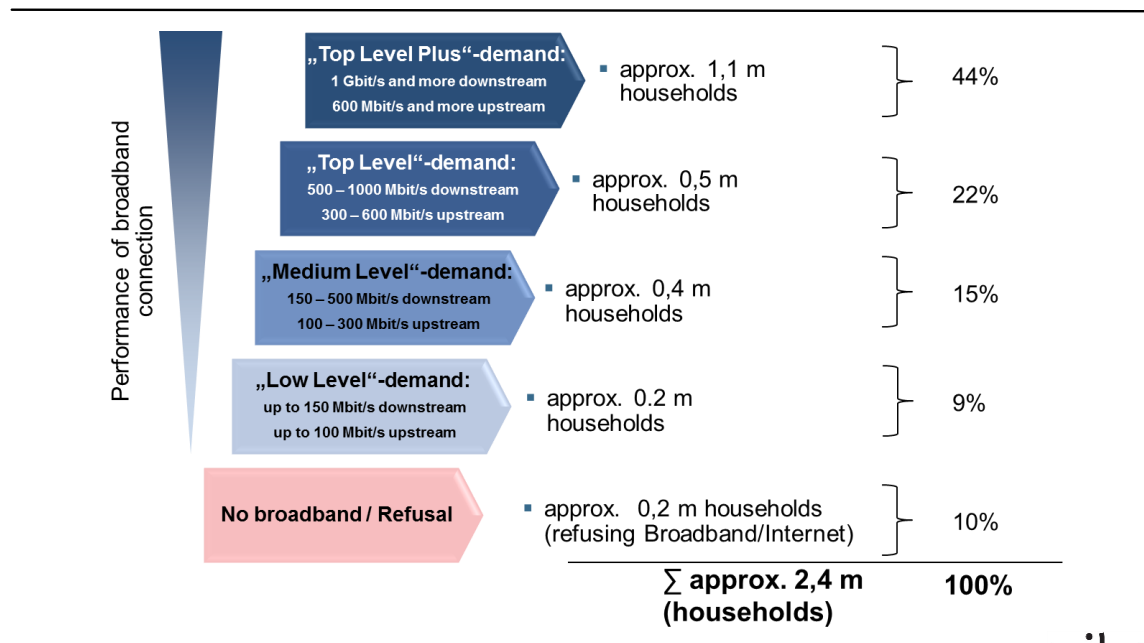 Performance of broadband
connection
„Top Level Plus“-demand:
1 Gbit/s and more downstream
600 Mbit/s and more upstream
▪ approx. 1,1 m
households
44%
„Top Level“-demand:
500 – 1000 Mbit/s downstream
300 – 600 Mbit/s upstream
▪ approx. 0,5 m
households
22%
„Medium Level“-demand:
150 – 500 Mbit/s downstream
100 – 300 Mbit/s upstream
▪ approx. 0,4 m
households
15%
„Low Level“-demand:
up to 150 Mbit/s downstream
up to 100 Mbit/s upstream
▪ approx. 0.2 m
households
9%
No broadband / Refusal
▪ approx. 0,2 m households
(refusing Broadband/Internet)
10%
∑ approx. 2,4 m
(households)
100%